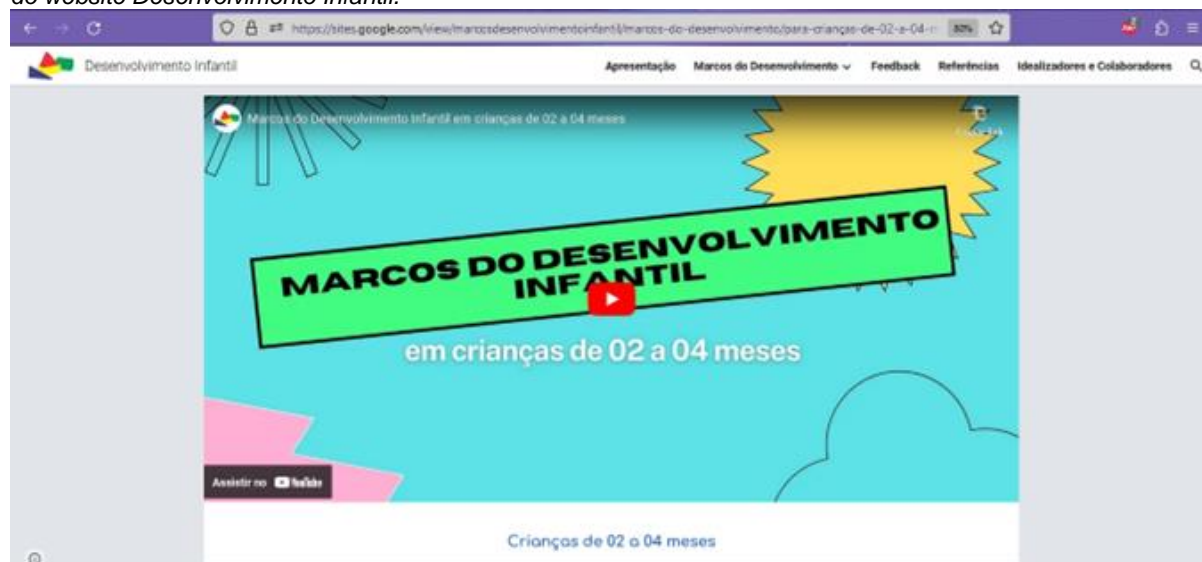 do website Desenvolvimento Infantil.
https://sites.google.com/view/marcosdesenvolvimentoinfantil/marcos-do-desenvolvimento/para-crianças-de-02-a-04-
80%
Desenvolvimento Infantil
Apresentação Marcos do Desenvolvimento Feedback Referências Idealizadores e Colaboradores
Marcos do Desenvolvimento Infantil em crianças de 02 a 04 meses
MARCOS DO DESENVOLVIMENTO
INFANTIL
em crianças de 02 a 04 meses
Assistir no YouTube
Crianças de 02 a 04 meses